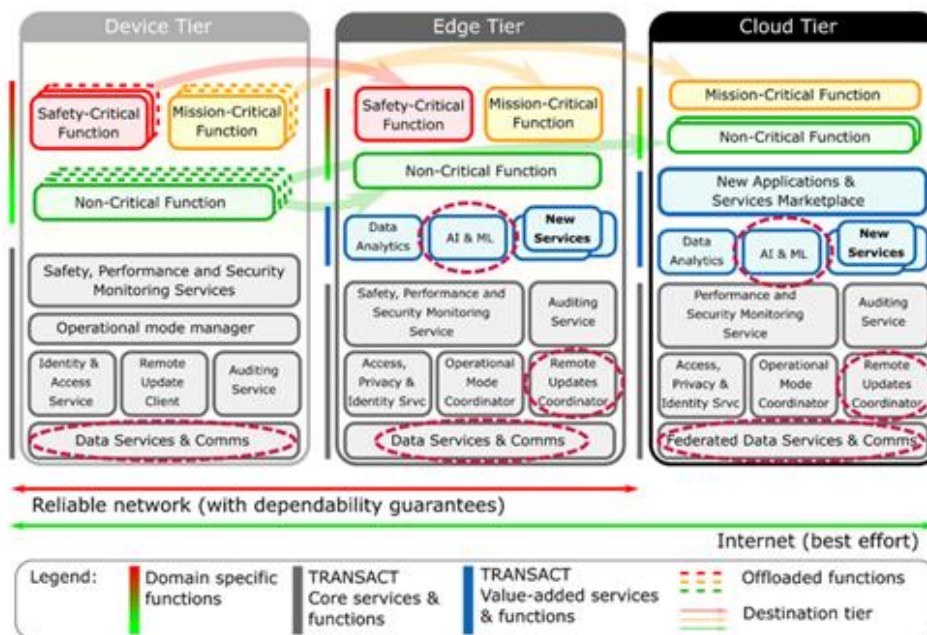 Device Tier
Safety-Critical
Function
Mission-Critical
Function
Non-Critical Function
Safety, Performance and Security
Monitoring Services
Operational mode manager
Identity &
Access
Service
Remote
Update
Client
Auditing
Service
Data Services & Comms
Edge Tier
Safety-Critical
Function
Mission-Critical
Function
Non-Critical Function
Data
Analytics
AI & ML
New
Services
Safety, Performance and
Security Monitoring
Service
Auditing
Service
Access,
Privacy &
Identity Srvc
Operational
Mode
Coordinator
Remote
Updates
Coordinator
Data Services & Comms
Cloud Tier
Mission-Critical Function
Non-Critical Function
New Applications &
Services Marketplace
Data
Analytics
AI & ML
New
Services
Performance and
Security Monitoring
Service
Auditing
Service
Access,
Privacy &
Identity Srvc
Operational
Mode
Coordinator
Remote
Updates
Coordinator
Federated Data Services & Comms
Reliable network (with dependability guarantees)
Internet (best effort)
Legend:
Domain specific
functions
TRANSACT
Core services &
functions
TRANSACT
Value-added services
& functions
Offloaded functions
Destination tier